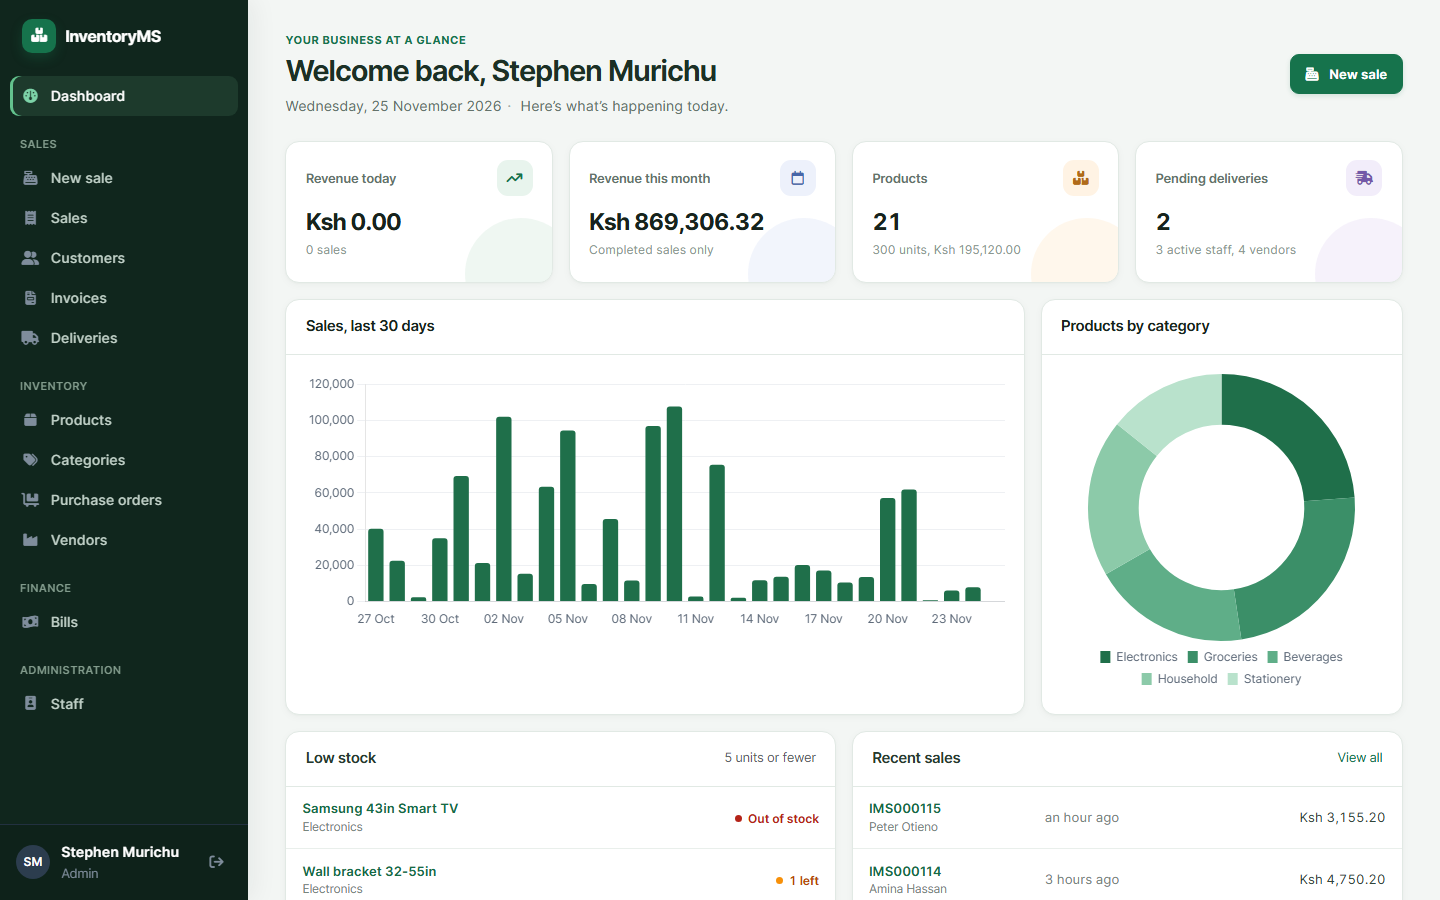 InventoryMS
Dashboard
SALES
New sale
Sales
Customers
Invoices
Deliveries
INVENTORY
Products
Categories
Purchase orders
Vendors
FINANCE
Bills
ADMINISTRATION
Staff
SM
Stephen Murichu
Admin
YOUR BUSINESS AT A GLANCE
Welcome back, Stephen Murichu
Wednesday, 25 November 2026 · Here’s what’s happening today.
New sale
Revenue today
Ksh 0.00
0 sales
Revenue this month
Ksh 869,306.32
Completed sales only
Products
21
300 units, Ksh 195,120.00
Pending deliveries
2
3 active staff, 4 vendors
Sales, last 30 days
120,000
100,000
80,000
60,000
40,000
20,000
0
27 Oct 30 Oct 02 Nov 05 Nov 08 Nov 11 Nov 14 Nov 17 Nov 20 Nov 23 Nov
Products by category
Electronics Groceries Beverages
Household Stationery
Low stock 5 units or fewer
Samsung 43in Smart TV
Electronics
Out of stock
Wall bracket 32-55in
Electronics
1 left
Recent sales View all
IMS000115
Peter Otieno
an hour ago
Ksh 3,155.20
IMS000114
Amina Hassan
3 hours ago
Ksh 4,750.20